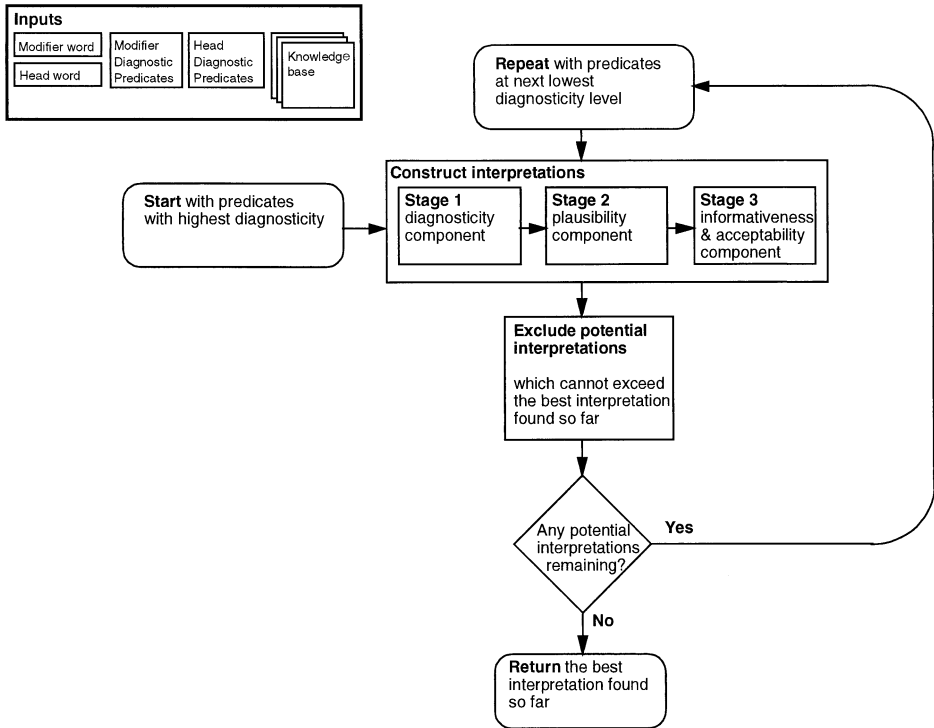 Inputs
Modifier word
Head word
Modifier
Diagnostic
Predicates
Head
Diagnostic
Predicates
Knowledge
base
Repeat with predicates
at next lowest
diagnosticity level
Start with predicates
with highest diagnosticity
Construct interpretations
Stage 1
diagnosticity
component
Stage 2
plausibility
component
Stage 3
informativeness
& acceptability
component
Exclude potential
interpretations
which cannot exceed
the best interpretation
found so far
Any potential
interpretations
remaining?
Yes
No
Return the best
interpretation found
so far